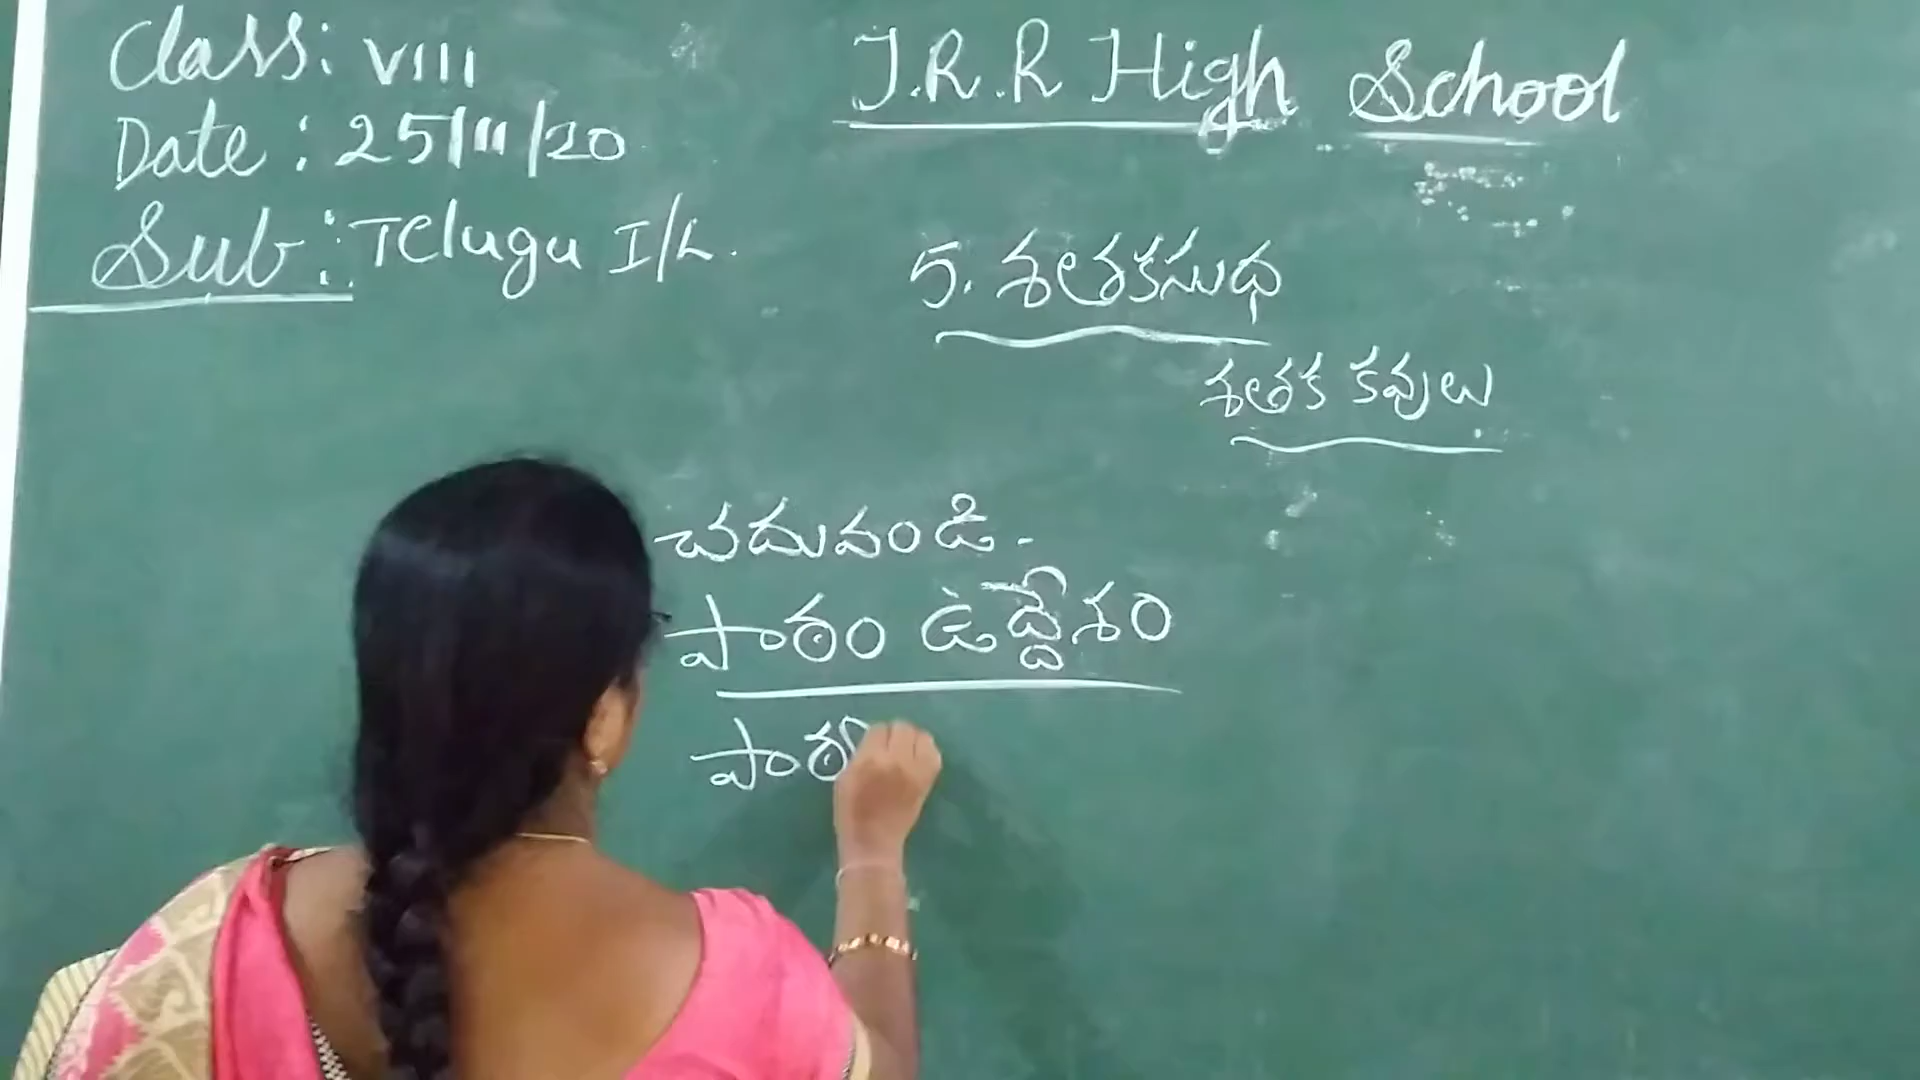 Class: VIII
Date: 25/11/20
Sub: Telugu I/L.
J.R.R High School
5. శతకసుధ
శతక కవులు
చదువండి.
పాఠం ఉద్దేశం
పాఠ